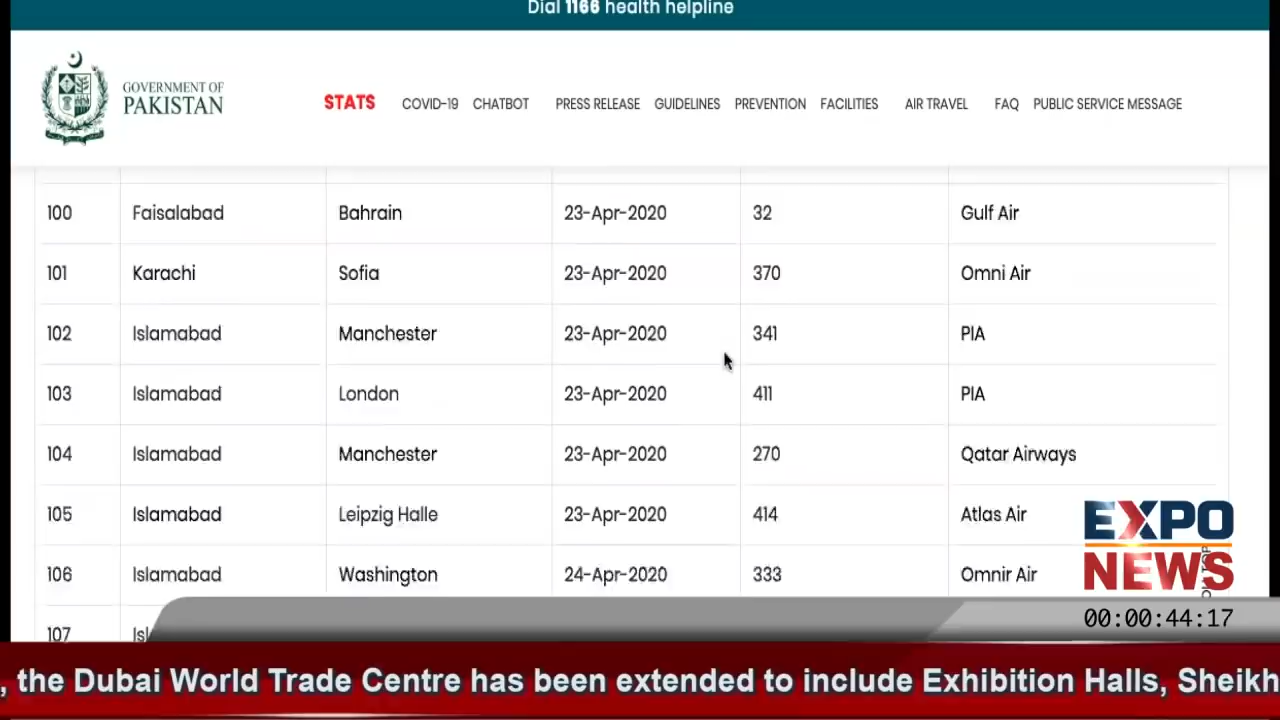 Dial 1166 health helpline
GOVERNMENT OF
PAKISTAN
STATS COVID-19 CHATBOT PRESS RELEASE GUIDELINES PREVENTION FACILITIES AIR TRAVEL FAQ PUBLIC SERVICE MESSAGE
100 Faisalabad Bahrain 23-Apr-2020 32 Gulf Air
101 Karachi Sofia 23-Apr-2020 370 Omni Air
102 Islamabad Manchester 23-Apr-2020 341 PIA
103 Islamabad London 23-Apr-2020 411 PIA
104 Islamabad Manchester 23-Apr-2020 270 Qatar Airways
105 Islamabad Leipzig Halle 23-Apr-2020 414 Atlas Air
106 Islamabad Washington 24-Apr-2020 333 Omnir Air
107
EXPO
NEWS
00:00:44:17
, the Dubai World Trade Centre has been extended to include Exhibition Halls, Sheikh